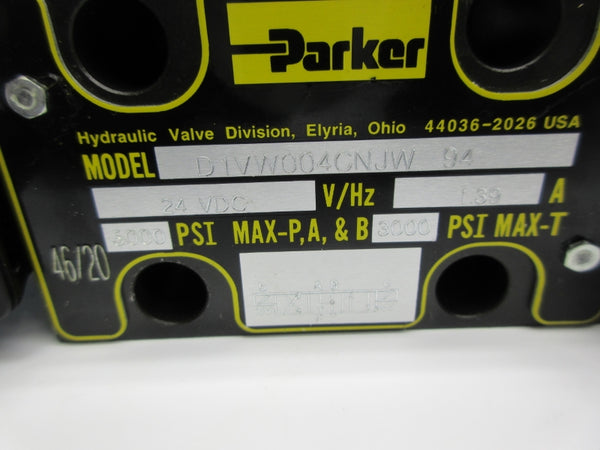 Parker
Hydraulic Valve Division, Elyria, Ohio 44036-2026 USA
MODEL D1VW004CNJW 94
24 VDC V/Hz 1.39 A
5000 PSI MAX-P,A, & B 3000 PSI MAX-T
46/20